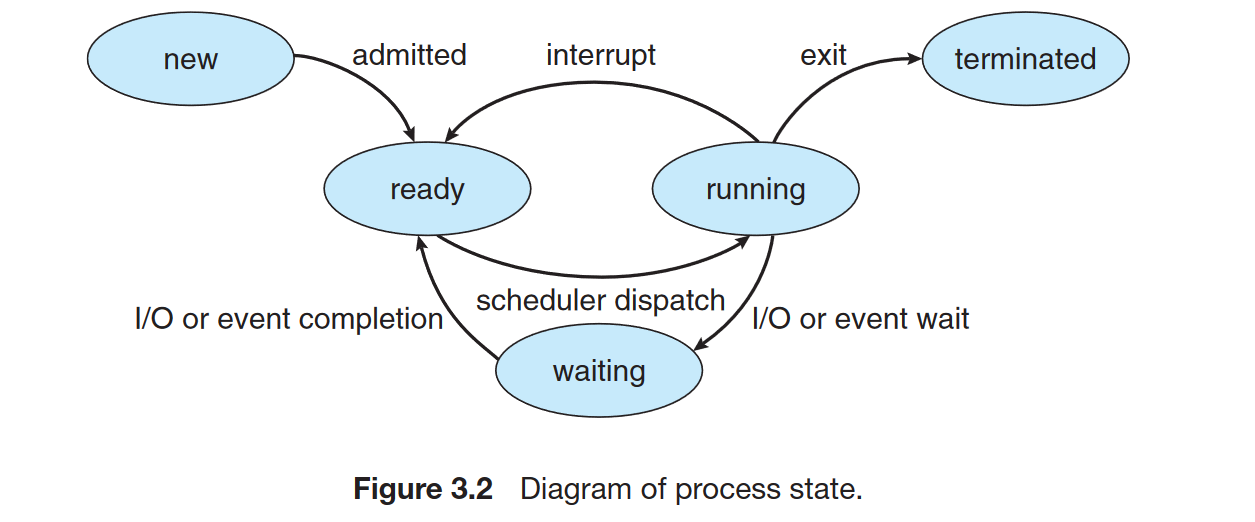 new
admitted
interrupt
exit
terminated
ready
running
scheduler dispatch
I/O or event completion
I/O or event wait
waiting
Figure 3.2 Diagram of process state.